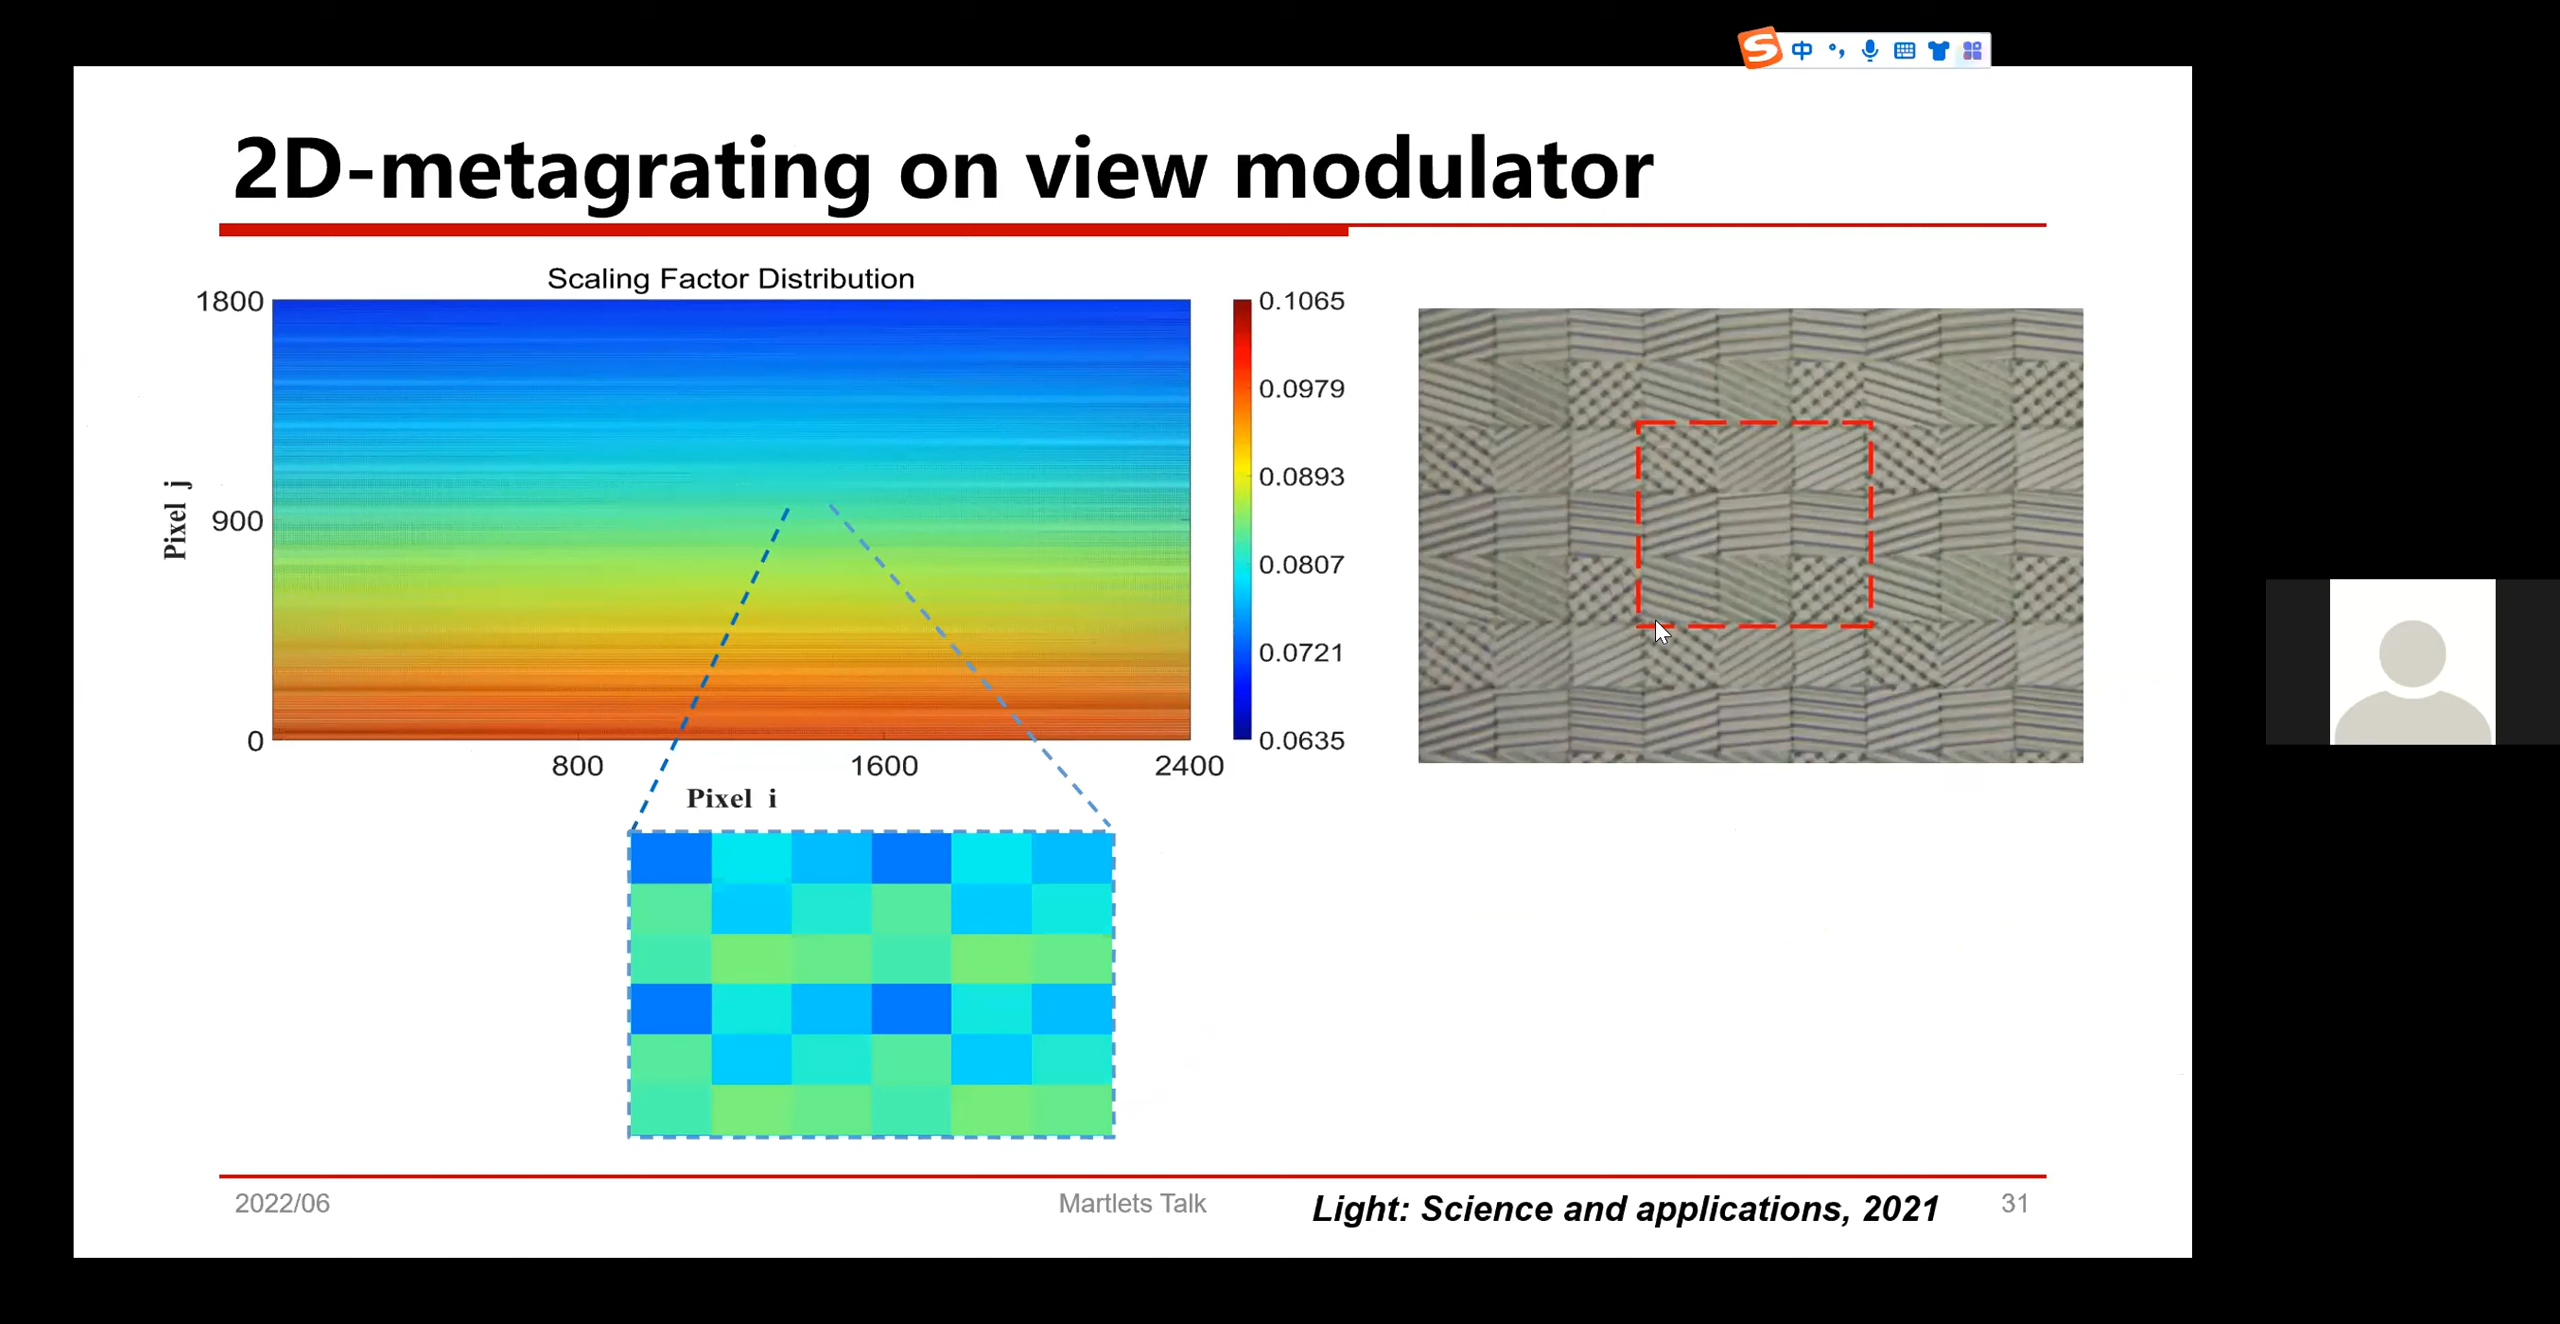 中
2D-metagrating on view modulator
Scaling Factor Distribution
1800
900
0
Pixel j
800
1600
2400
Pixel i
0.1065
0.0979
0.0893
0.0807
0.0721
0.0635
2022/06
Martlets Talk
Light: Science and applications, 2021
31